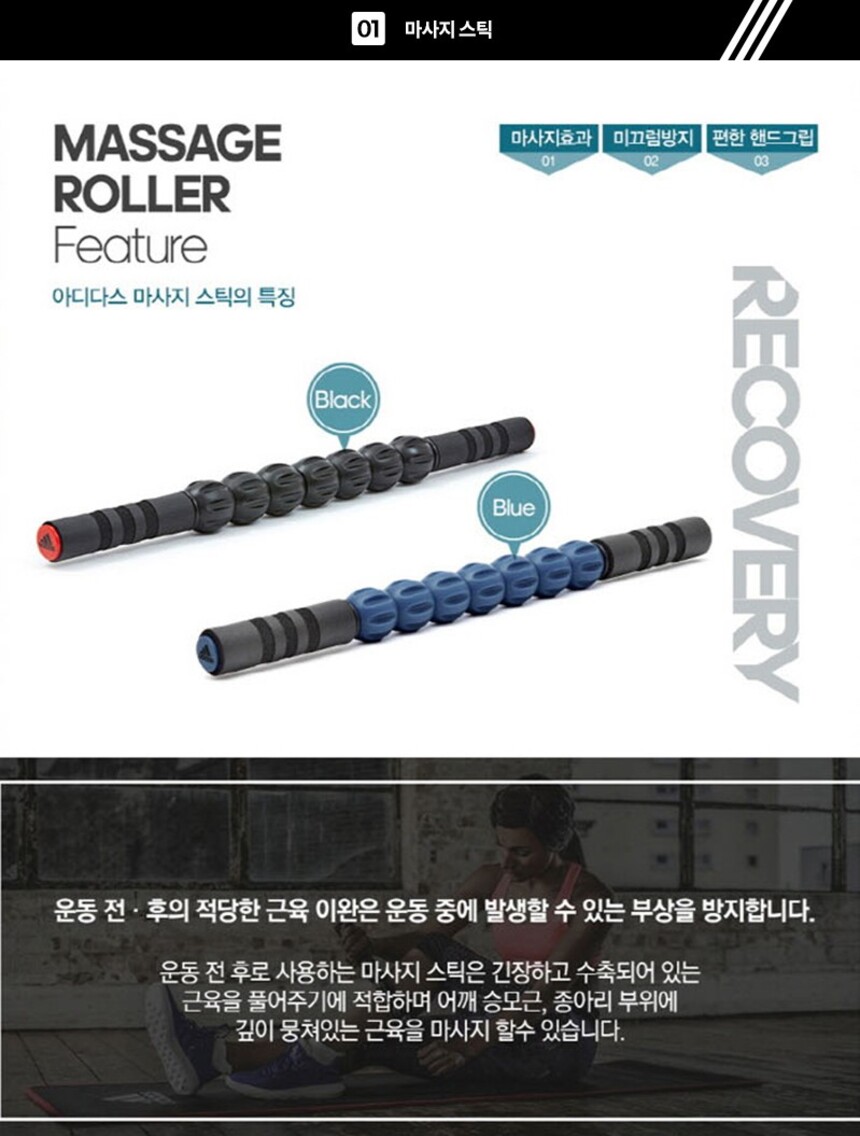 01 마사지 스틱
MASSAGE
ROLLER
Feature
아디다스 마사지 스틱의 특징
마사지효과 미끄럼방지 편한 핸드그립
01 02 03
Black
Blue
RECOVERY
운동 전 · 후의 적당한 근육 이완은 운동 중에 발생할 수 있는 부상을 방지합니다.
운동 전 후로 사용하는 마사지 스틱은 긴장하고 수축되어 있는
근육을 풀어주기에 적합하며 어깨 승모근, 종아리 부위에
깊이 뭉쳐있는 근육을 마사지 할수 있습니다.